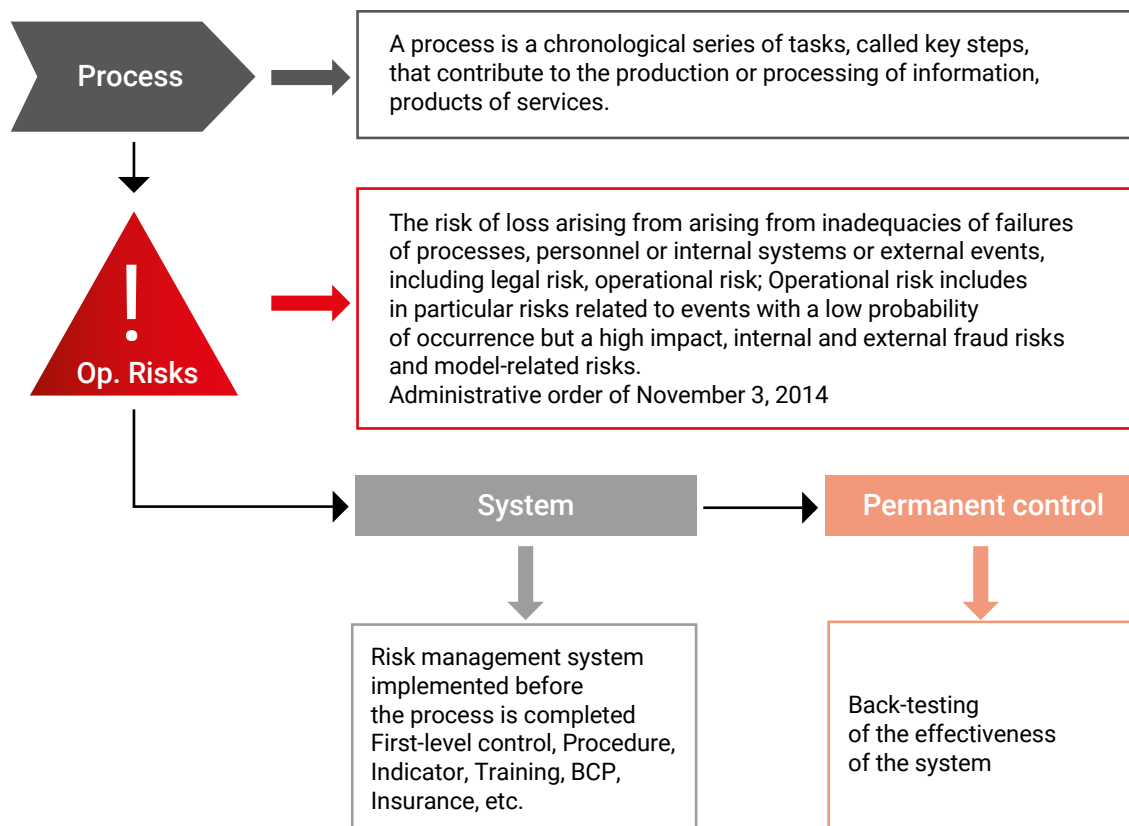 Process
A process is a chronological series of tasks, called key steps,
that contribute to the production or processing of information,
products of services.
!
Op. Risks
The risk of loss arising from arising from inadequacies of failures
of processes, personnel or internal systems or external events,
including legal risk, operational risk; Operational risk includes
in particular risks related to events with a low probability
of occurrence but a high impact, internal and external fraud risks
and model-related risks.
Administrative order of November 3, 2014
System
Permanent control
Risk management system
implemented before
the process is completed
First-level control, Procedure,
Indicator, Training, BCP,
Insurance, etc.
Back-testing
of the effectiveness
of the system